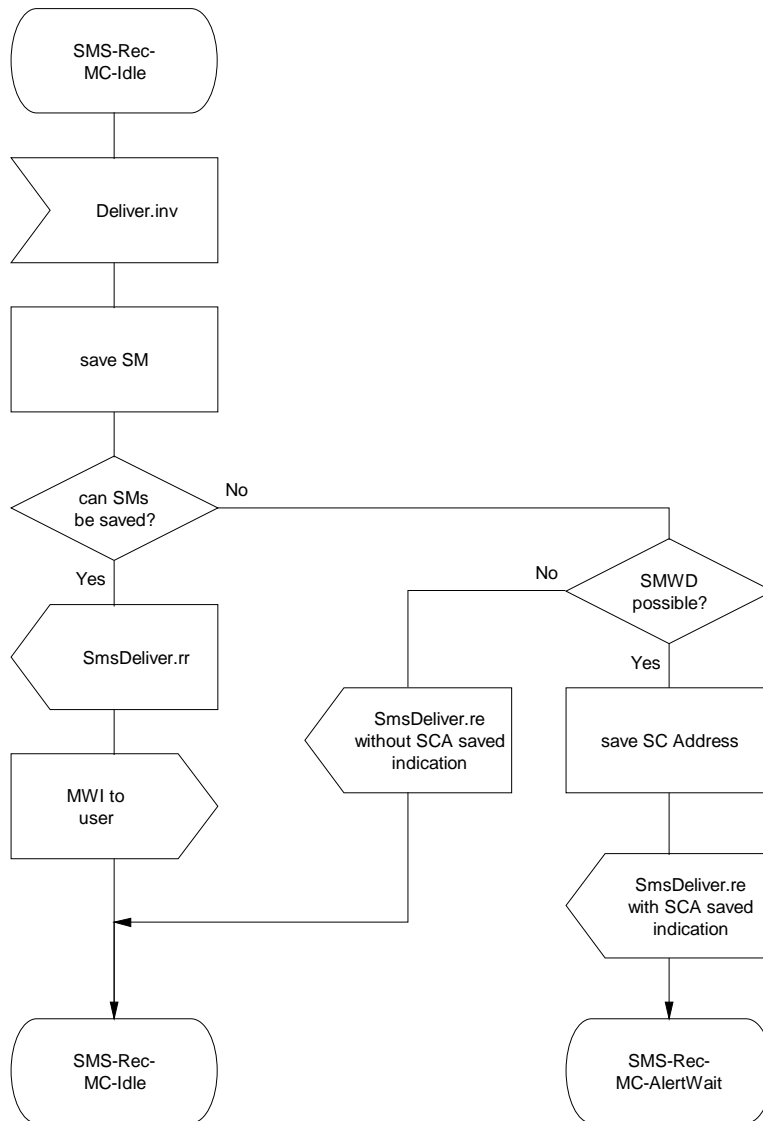 SMS-Rec-
MC-Idle
Deliver.inv
save SM
can SMs
be saved?
No
Yes
No
SMWD
possible?
Yes
SmsDeliver.rr
SmsDeliver.re
without SCA saved
indication
save SC Address
MWI to
user
SmsDeliver.re
with SCA saved
indication
SMS-Rec-
MC-Idle
SMS-Rec-
MC-AlertWait